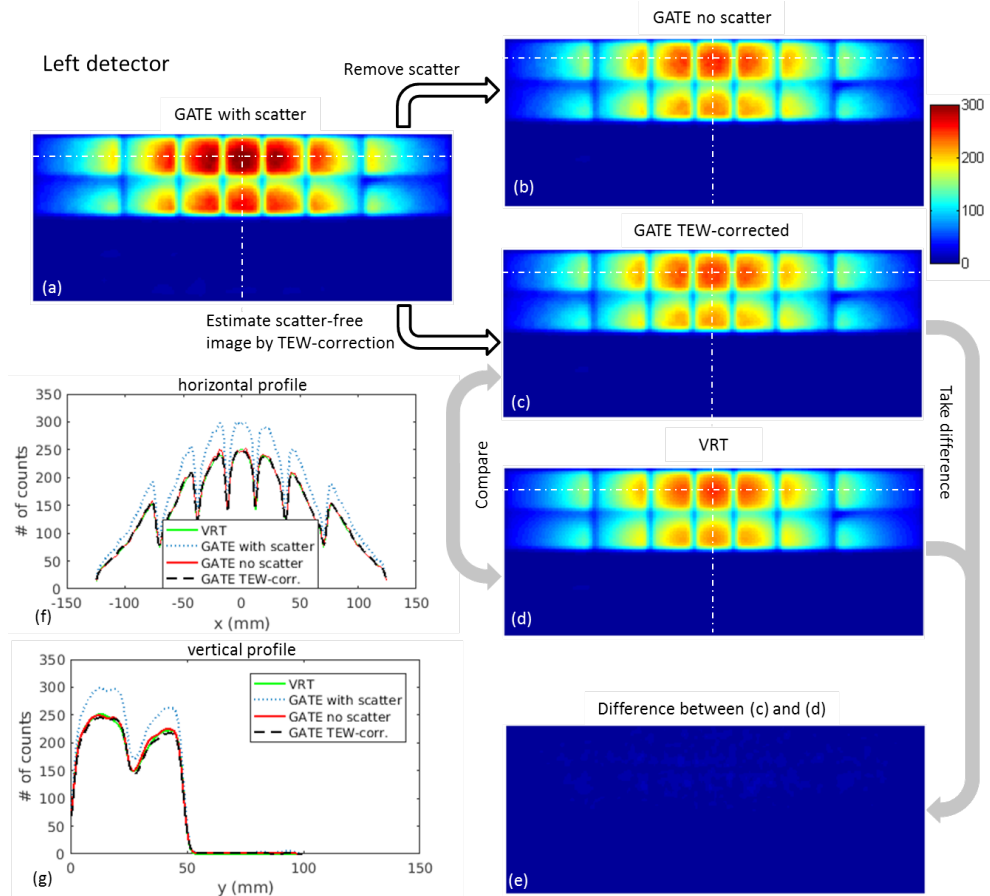 Left detector
Remove scatter
GATE with scatter
(a)
GATE no scatter
(b)
300
200
100
0
Estimate scatter-free
image by TEW-correction
GATE TEW-corrected
(c)
Compare
Take difference
VRT
(d)
horizontal profile
# of counts
350
300
250
200
150
100
50
0
-150
-100
-50
0
50
100
150
x (mm)
VRT
GATE with scatter
GATE no scatter
GATE TEW-corr.
(f)
vertical profile
# of counts
350
300
250
200
150
100
50
0
0
50
100
150
y (mm)
VRT
GATE with scatter
GATE no scatter
GATE TEW-corr.
(g)
Difference between (c) and (d)
(e)